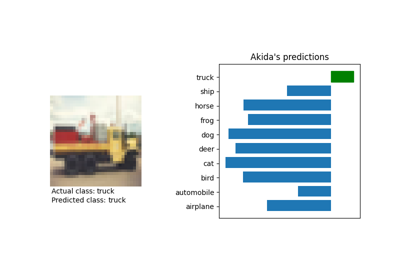 Akida's predictions
truck
ship
horse
frog
dog
deer
cat
bird
automobile
airplane
Actual class: truck
Predicted class: truck